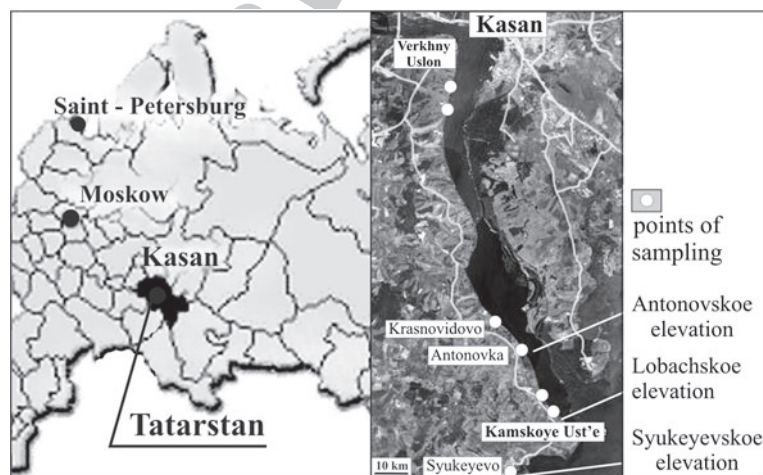 Saint - Petersburg
Moskow
Kasan
Tatarstan
Kasan
Verkhny
Uslon
Krasnovidovo
Antonovka
Kamskoye Ust'e
Syukeyevo
10 km
points of
sampling
Antonovskoe
elevation
Lobachskoe
elevation
Syukeyevskoe
elevation